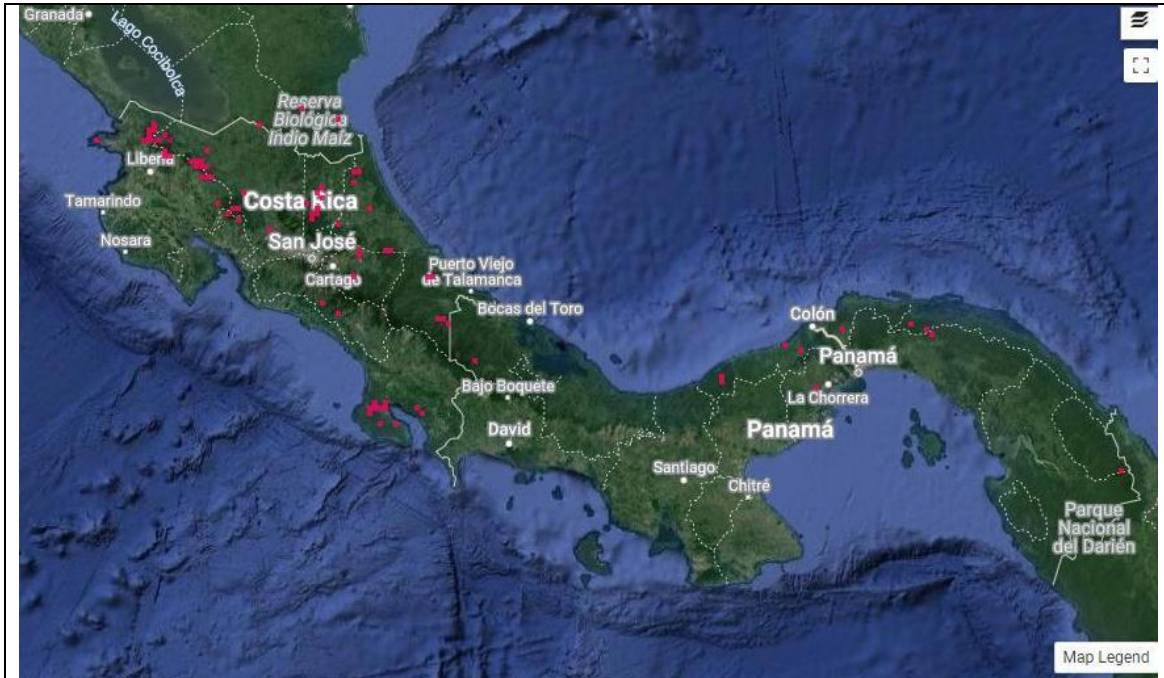 Granada
Lago Cocibolca
Reserva
Biológica
Indio Maíz
Liberia
Tamarindo
Costa Rica
Nosara
San José
Cartago
Puerto Viejo
de Talamanca
Bocas del Toro
Colón
Panamá
Bajo Boquete
La Chorrera
David
Panamá
Santiago
Chitré
Parque
Nacional
del Darién
Map Legend